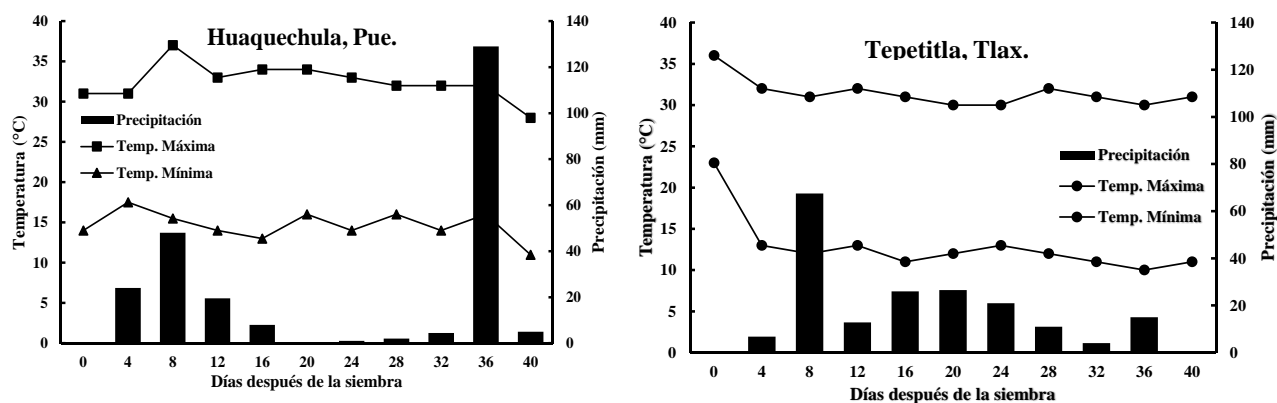 Huaquechula, Pue.
Temperatura (°C)
40
35
30
25
20
15
10
5
0
Precipitación
Temp. Máxima
Temp. Mínima
140
120
100
80
60
40
20
0
Precipitación (mm)
0 4 8 12 16 20 24 28 32 36 40
Días después de la siembra
Tepetitla, Tlax.
Temperatura (°C)
40
35
30
25
20
15
10
5
0
Precipitación
Temp. Máxima
Temp. Mínima
140
120
100
80
60
40
20
0
Precipitación (mm)
0 4 8 12 16 20 24 28 32 36 40
Días después de la siembra